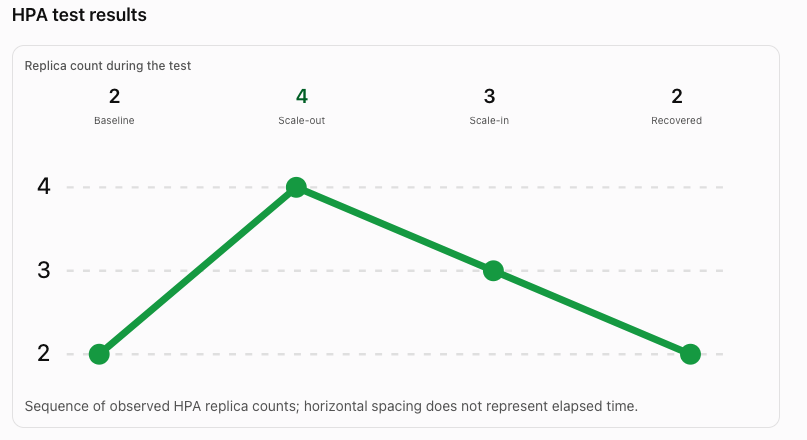 HPA test results
Replica count during the test
2 4 3 2
Baseline Scale-out Scale-in Recovered
4
3
2
Sequence of observed HPA replica counts; horizontal spacing does not represent elapsed time.